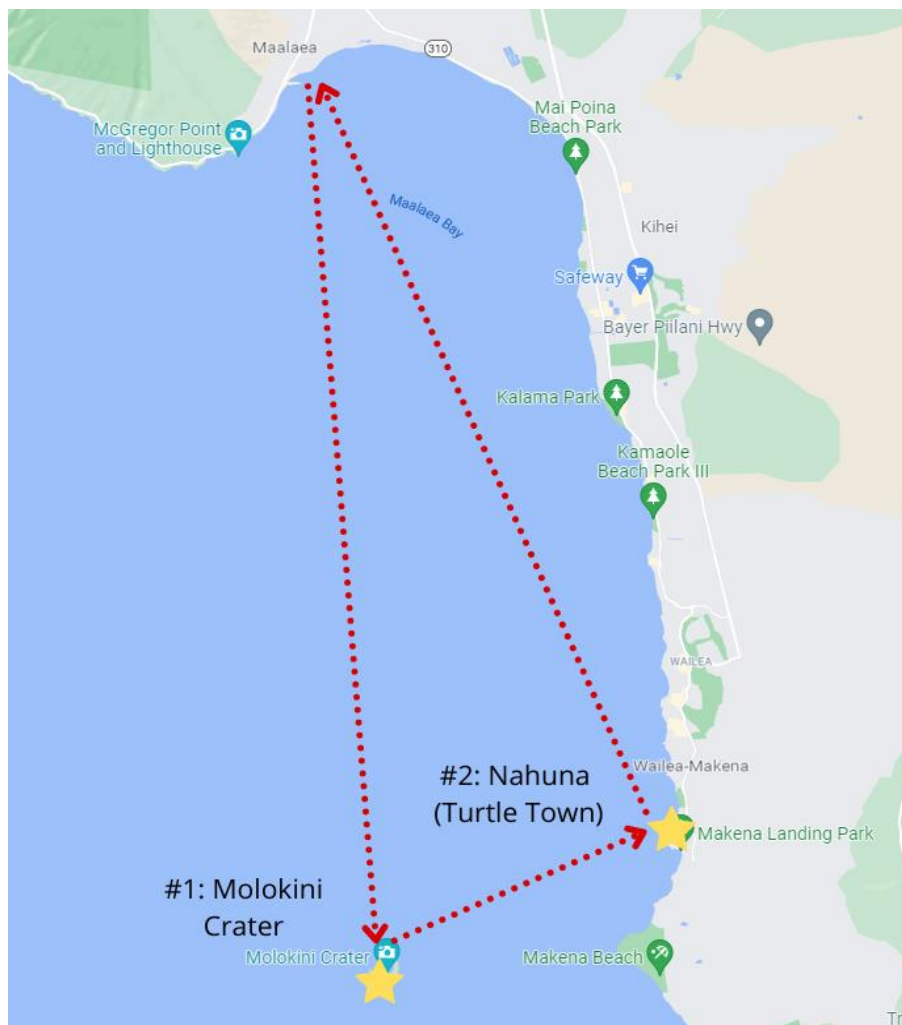 Maalaea
310
Mai Poina
Beach Park
McGregor Point
and Lighthouse
Maalaea Bay
Kihei
Safeway
Bayer Piilani Hwy
Kalama Park
Kamaole
Beach Park III
WAILEA
Wailea-Makena
#2: Nahuna
(Turtle Town)
Makena Landing Park
#1: Molokini
Crater
Molokini Crater
Makena Beach
Tr